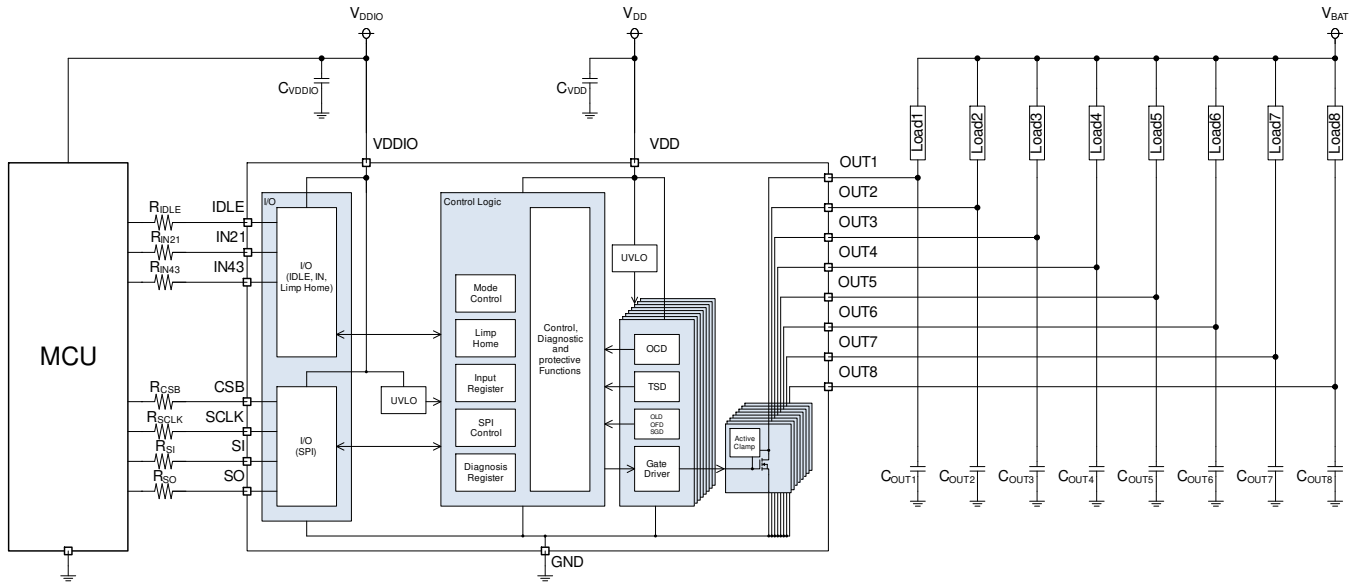 VDDIO
VDD
VBAT
CVDDIO
CVDD
VDDIO
VDD
Load1
Load2
Load3
Load4
Load5
Load6
Load7
Load8
MCU
RIDLE
IDLE
RIN21
IN21
RIN43
IN43
RCSB
CSB
RSCLK
SCLK
RSI
SI
RSO
SO
I/O
I/O
(IDLE, IN,
Limp Home)
I/O
(SPI)
UVLO
Control Logic
Mode
Control
Limp
Home
Input
Register
SPI
Control
Diagnosis
Register
Control,
Diagnostic
and
protective
Functions
UVLO
OCD
TSD
OLD
OFD
SGD
Gate
Driver
Active
Clamp
OUT1
OUT2
OUT3
OUT4
OUT5
OUT6
OUT7
OUT8
COUT1
COUT2
COUT3
COUT4
COUT5
COUT6
COUT7
COUT8
GND